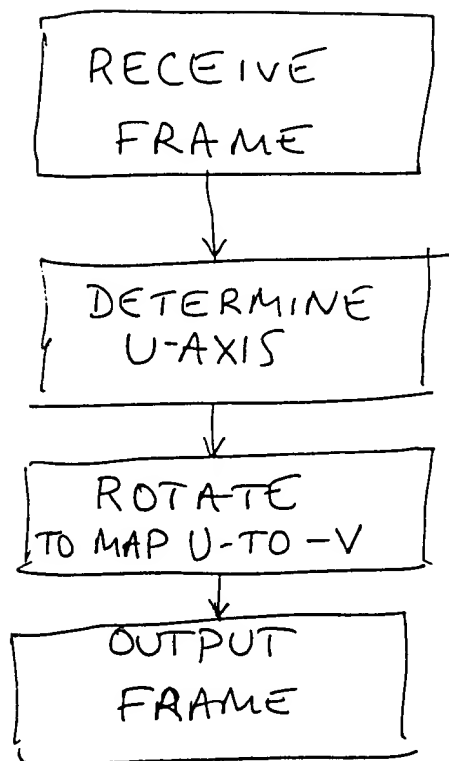 RECEIVE
FRAME
DETERMINE
U-AXIS
ROTATE
TO MAP U-TO-V
OUTPUT
FRAME